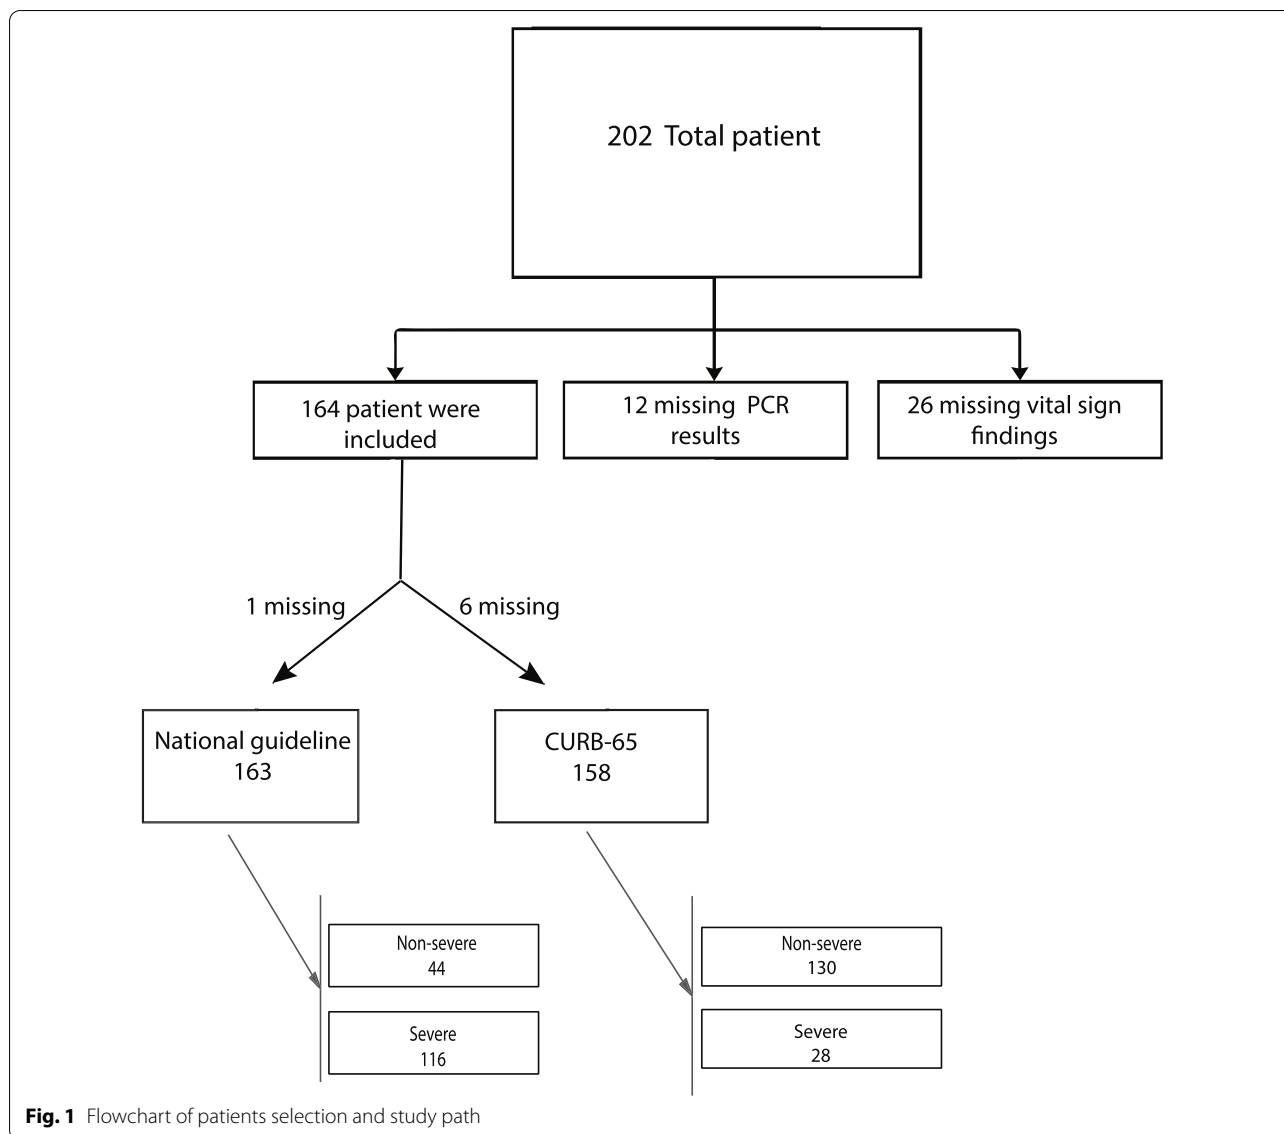 202 Total patient
164 patient were
included
12 missing PCR
results
26 missing vital sign
findings
1 missing
6 missing
National guideline
163
CURB-65
158
Non-severe
44
Severe
116
Non-severe
130
Severe
28
Fig. 1 Flowchart of patients selection and study path